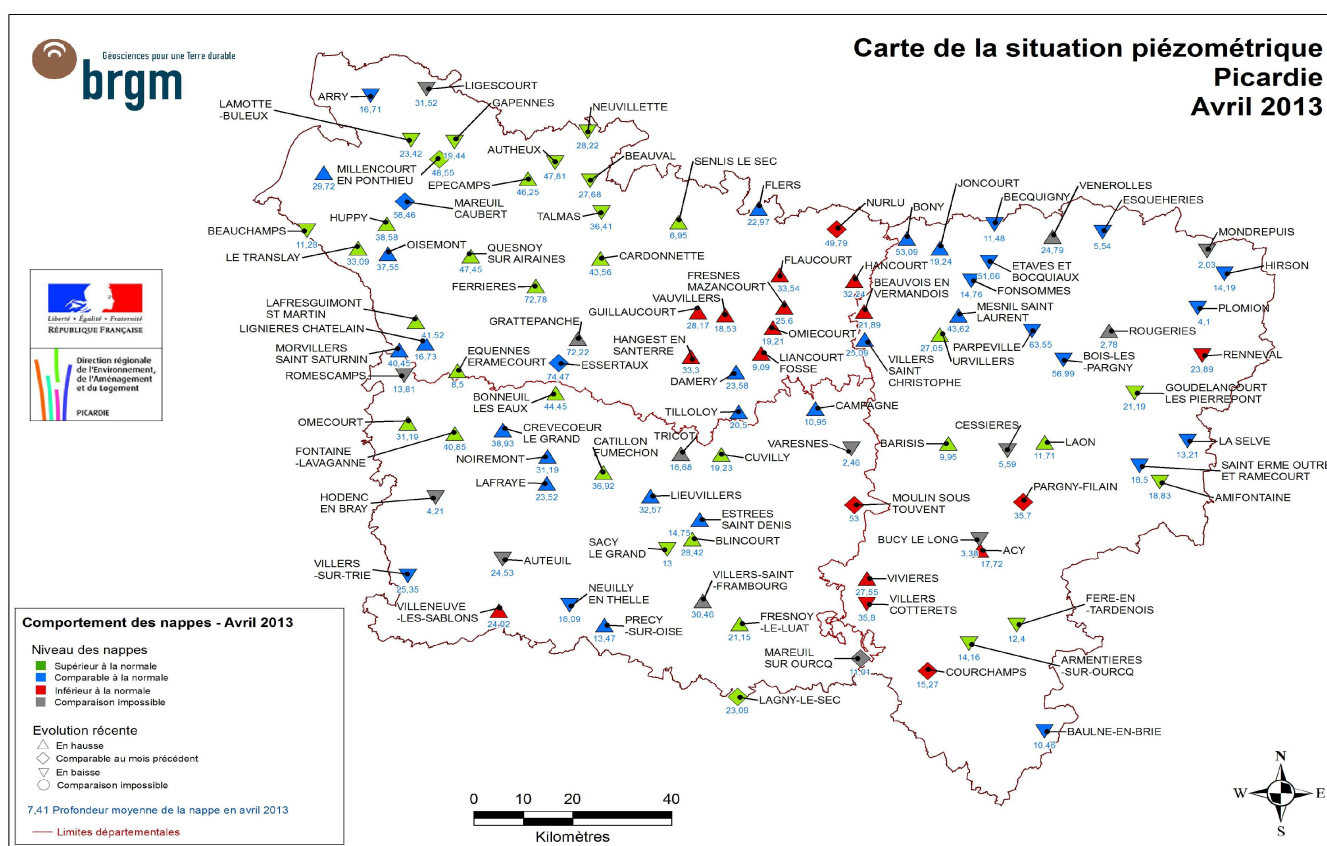 Géosciences pour une Terre durable
brgm
Carte de la situation piézométrique
Picardie
Avril 2013
LIGESCOURT
31,52
ARRY
16,71
GAPENNES
19,44
LAMOTTE
-BULEUX
23,42
NEUVILLETTE
28,22
AUTHEUX
47,81
BEAUVAL
27,68
MILLENCOURT
EN PONTHIEU
48,55
29,72
EPECAMPS
46,25
SENLIS LE SEC
6,95
FLERS
22,97
MAREUIL
CAUBERT
58,46
TALMAS
36,41
HUPPY
38,58
BEAUCHAMPS
11,28
OISEMONT
37,55
LE TRANSLAY
33,09
QUESNOY
SUR AIRAINES
47,45
CARDONNETTE
43,56
FERRIERES
72,78
NURLU
49,79
BONY
53,09
JONCOURT
19,24
BECQUIGNY
11,48
VENEROLLES
24,79
ESQUEHERIES
5,54
MONDREPUIS
2,03
HIRSON
14,19
ETAVES ET
BOCQUIAUX
51,66
FONSOMMES
14,76
FLAUCOURT
33,54
HANCOURT
32,24
FRESNES
MAZANCOURT
25,6
BEAUVOIS EN
VERMANDOIS
21,89
VAUVILLERS
18,53
GUILLAUCOURT
28,17
OMIECOURT
19,21
MESNIL SAINT
LAURENT
43,62
PLOMION
4,1
LAFRESGUIMONT
ST MARTIN
41,52
LIGNIERES CHATELAIN
16,73
MORVILLERS
SAINT SATURNIN
40,45
GRATTEPANCHE
72,22
HANGEST EN
SANTERRE
33,3
LIANCOURT
FOSSE
9,09
VILLERS
SAINT
CHRISTOPHE
25,09
URVILLERS
27,05
PARPEVILLE
63,55
ROUGERIES
2,78
RENNEVAL
23,89
BOIS-LES
-PARGNY
56,99
ROMESCAMPS
13,81
EQUENNES
ERAMECOURT
8,5
ESSERTAUX
74,47
DAMERY
23,58
BONNEUIL
LES EAUX
44,45
TILLOLOY
20,5
CAMPAGNE
10,95
GOUDELANCOURT
LES PIERREPONT
21,19
OMECOURT
31,19
FONTAINE
-LAVAGANNE
40,85
CREVECOEUR
LE GRAND
38,93
CATILLON
FUMECHON
36,92
TRICOT
16,68
CUVILLY
19,23
VARESNES
2,46
BARISIS
9,95
CESSIERES
5,59
LAON
11,71
LA SELVE
13,21
NOIREMONT
31,19
LAFRAYE
23,52
SAINT ERME OUTRE
ET RAMECOURT
18,5
AMIFONTAINE
18,83
HODENC
EN BRAY
4,21
LIEUVILLERS
32,57
MOULIN SOUS
TOUVENT
53
PARGNY-FILAIN
35,7
ESTREES
SAINT DENIS
14,75
BLINCOURT
28,42
SACY
LE GRAND
13
BUCY LE LONG
3,38
ACY
17,72
AUTEUIL
24,53
VILLERS
-SUR-TRIE
25,35
VIVIERES
27,55
NEUILLY
EN THELLE
16,09
VILLERS-SAINT
-FRAMBOURG
30,46
VILLERS
COTTERETS
35,8
VILLENEUVE
-LES-SABLONS
24,02
PRECY
-SUR-OISE
13,47
FRESNOY
-LE-LUAT
21,15
FERE-EN
-TARDENOIS
12,4
ARMENTIERES
-SUR-OURCQ
14,16
MAREUIL
SUR OURCQ
11,01
COURCHAMPS
15,27
LAGNY-LE-SEC
23,09
BAULNE-EN-BRIE
10,46
Liberté • Égalité • Fraternité
RÉPUBLIQUE FRANÇAISE
Direction régionale
de l'Environnement,
de l'Aménagement
et du Logement
PICARDIE
Comportement des nappes - Avril 2013
Niveau des nappes
Supérieur à la normale
Comparable à la normale
Inférieur à la normale
Comparaison impossible
Evolution récente
En hausse
Comparable au mois précédent
En baisse
Comparaison impossible
7,41 Profondeur moyenne de la nappe en avril 2013
Limites départementales
0 10 20 40
Kilomètres
N
W E
S